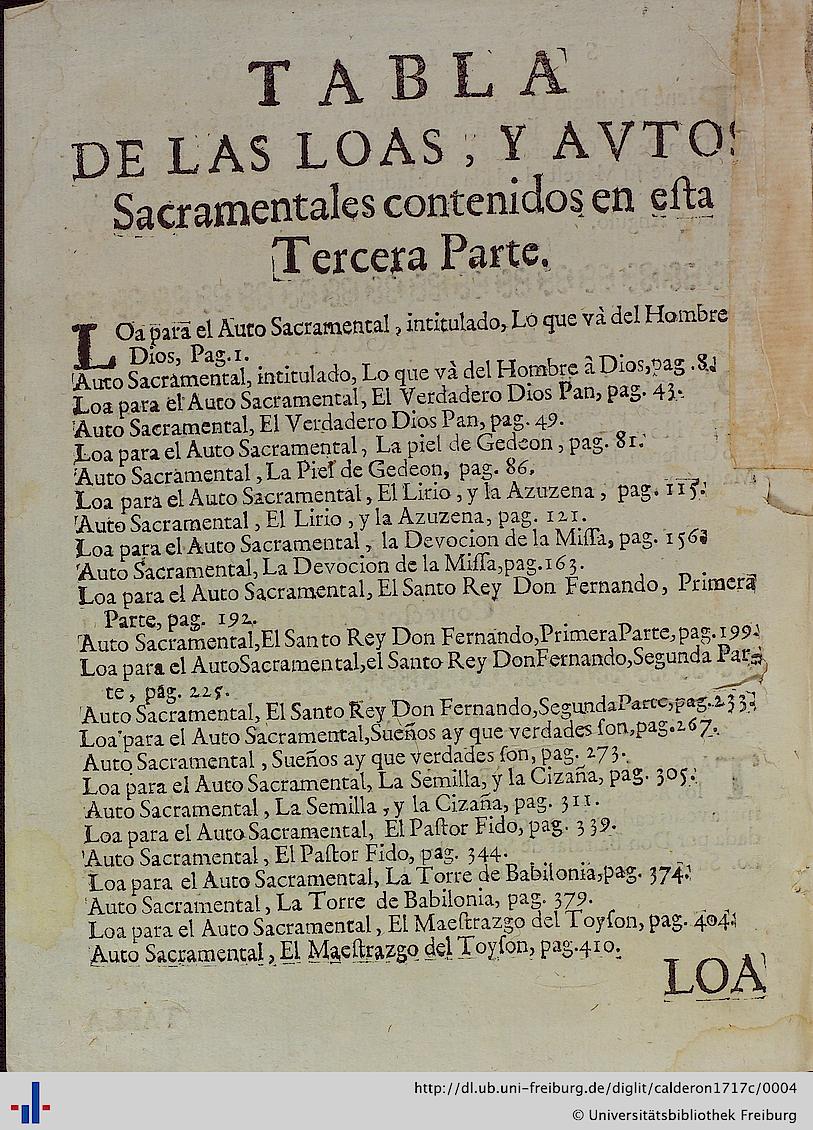 TABLA
DE LAS LOAS, Y AVTOS
Sacramentales contenidos en eſta
Tercera Parte.
LOa para el Auto Sacramental, intitulado, Lo que và del Hombre
Dios, Pag. 1.
Auto Sacramental, intitulado, Lo que và del Hombre à Dios, pag. 8.
Loa para el Auto Sacramental, El Verdadero Dios Pan, pag. 43.
Auto Sacramental, El Verdadero Dios Pan, pag. 49.
Loa para el Auto Sacramental, La piel de Gedeon, pag. 81.
Auto Sacramental, La Piel de Gedeon, pag. 86.
Loa para el Auto Sacramental, El Lirio, y la Azuzena, pag. 115.
Auto Sacramental, El Lirio, y la Azuzena, pag. 121.
Loa para el Auto Sacramental, la Devocion de la Miſſa, pag. 156.
Auto Sacramental, La Devocion de la Miſſa, pag. 163.
Loa para el Auto Sacramental, El Santo Rey Don Fernando, Primera
Parte, pag. 192.
Auto Sacramental, El Santo Rey Don Fernando, Primera Parte, pag. 199.
Loa para el Auto Sacramental, el Santo Rey Don Fernando, Segunda Par-
te, pag. 225.
Auto Sacramental, El Santo Rey Don Fernando, Segunda Parte, pag. 233.
Loa para el Auto Sacramental, Sueños ay que verdades ſon, pag. 267.
Auto Sacramental, Sueños ay que verdades ſon, pag. 273.
Loa para el Auto Sacramental, La Semilla, y la Cizaña, pag. 305.
Auto Sacramental, La Semilla, y la Cizaña, pag. 311.
Loa para el Auto Sacramental, El Paſtor Fido, pag. 339.
Auto Sacramental, El Paſtor Fido, pag. 344.
Loa para el Auto Sacramental, La Torre de Babilonia, pag. 374.
Auto Sacramental, La Torre de Babilonia, pag. 379.
Loa para el Auto Sacramental, El Maeſtrazgo del Toyſon, pag. 404.
Auto Sacramental, El Maeſtrazgo del Toyſon, pag. 410.
LOA
http://dl.ub.uni-freiburg.de/diglit/calderon1717c/0004
© Universitätsbibliothek Freiburg